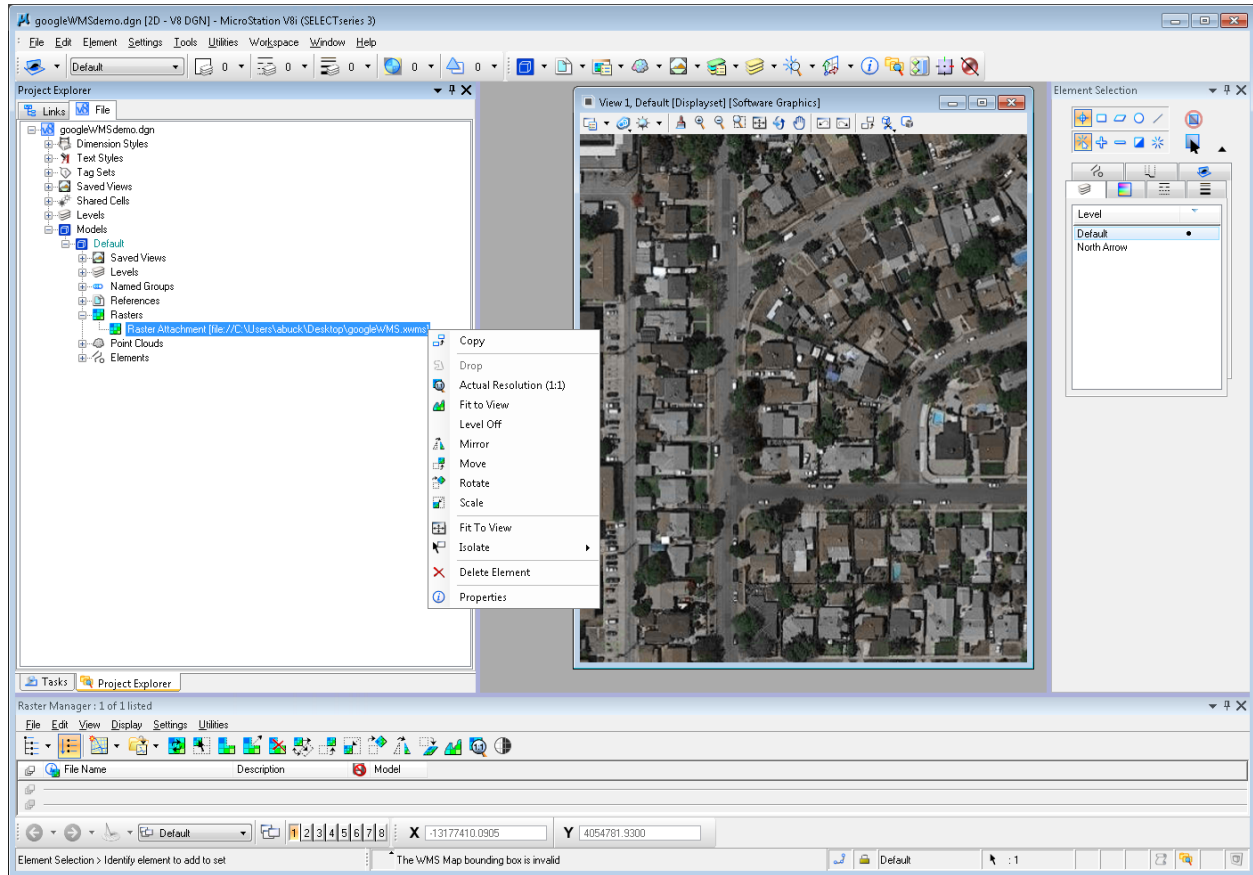 googleWMSdemo.dgn [2D - V8 DGN] - MicroStation V8i (SELECTseries 3)
File Edit Element Settings Tools Utilities Workspace Window Help
Default 0 0 0 0 0
Project Explorer
Links File
googleWMSdemo.dgn
Dimension Styles
Text Styles
Tag Sets
Saved Views
Shared Cells
Levels
Models
Default
Saved Views
Levels
Named Groups
References
Rasters
Raster Attachment [file://C:\Users\abuck\Desktop\googleWMS.xwms]
Point Clouds
Elements
Copy
Drop
Actual Resolution (1:1)
Fit to View
Level Off
Mirror
Move
Rotate
Scale
Fit To View
Isolate
Delete Element
Properties
View 1, Default [Displayset] [Software Graphics]
Element Selection
Level
Default
North Arrow
Tasks Project Explorer
Raster Manager : 1 of 1 listed
File Edit View Display Settings Utilities
File Name Description Model
Default 1 2 3 4 5 6 7 8 X -13177410.0905 Y 4054781.9300
Element Selection > Identify element to add to set The WMS Map bounding box is invalid Default : 1